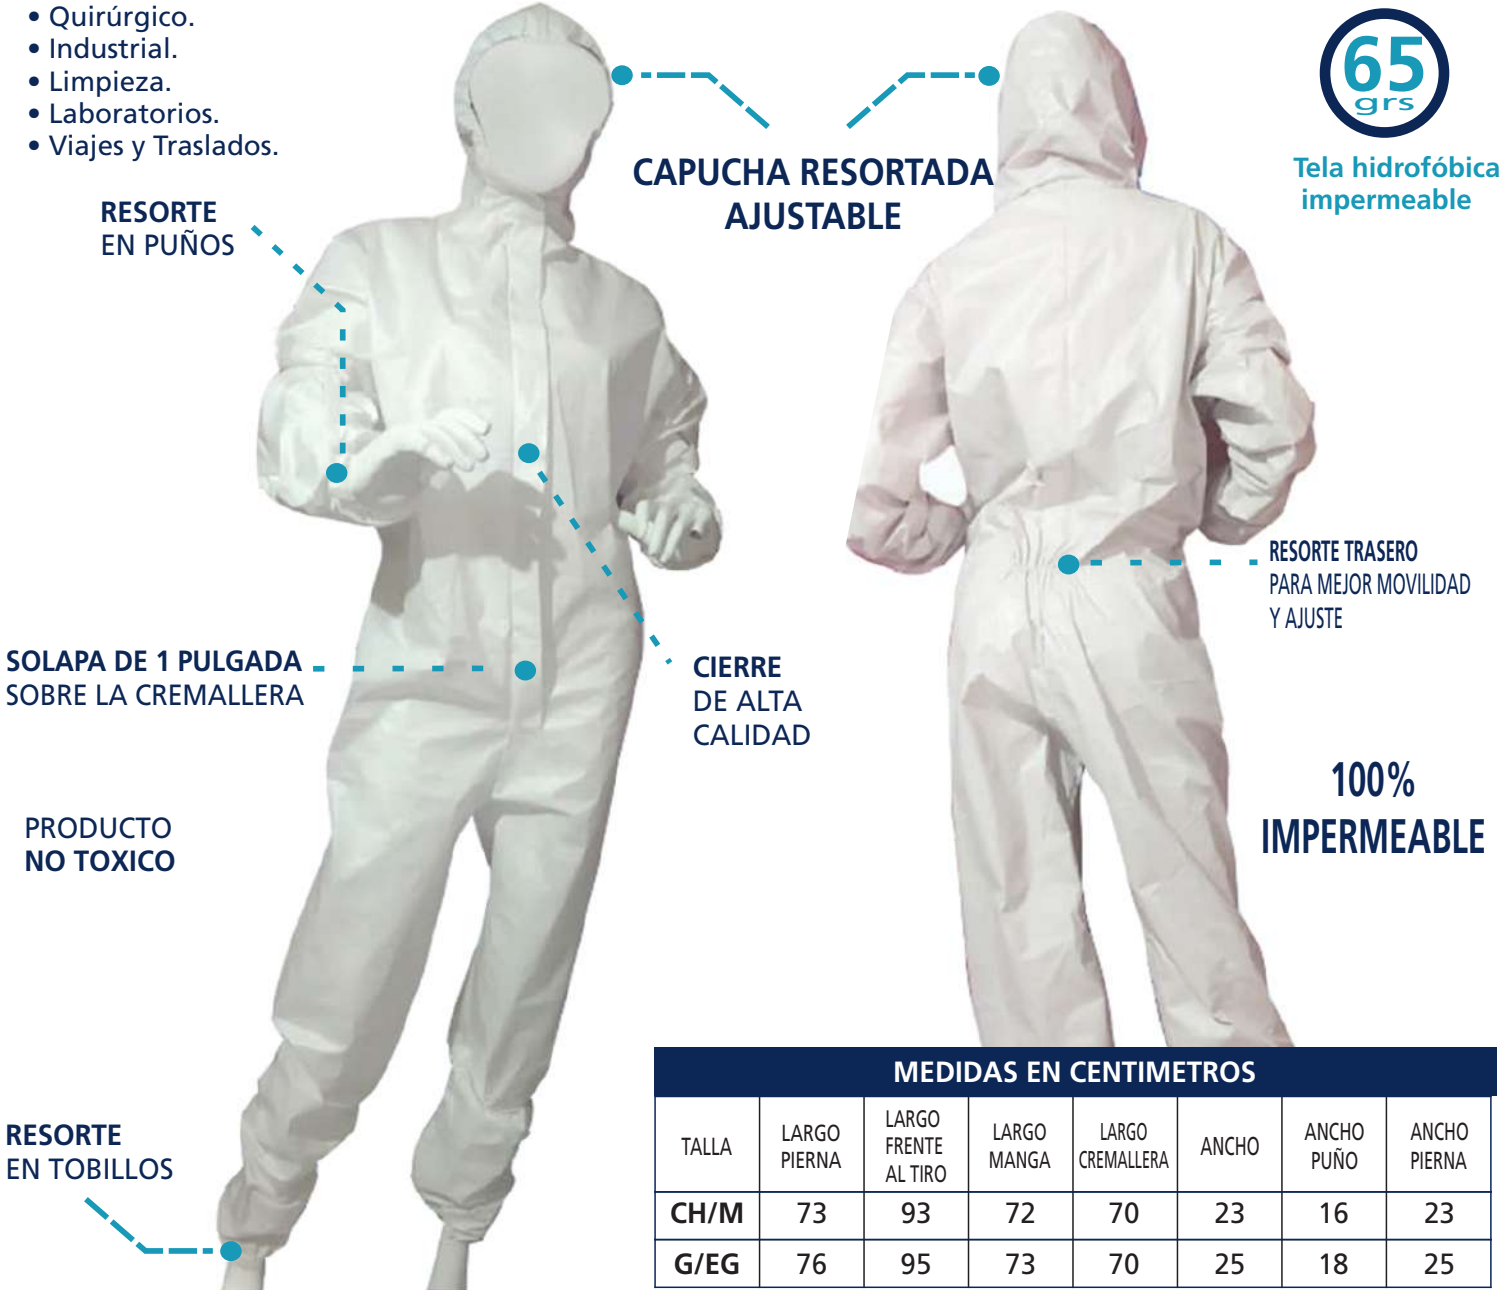 • Quirúrgico.
• Industrial.
• Limpieza.
• Laboratorios.
• Viajes y Traslados.
65
grs
Tela hidrofóbica
impermeable
CAPUCHA RESORTADA
AJUSTABLE
RESORTE
EN PUÑOS
RESORTE TRASERO
PARA MEJOR MOVILIDAD
Y AJUSTE
SOLAPA DE 1 PULGADA
SOBRE LA CREMALLERA
CIERRE
DE ALTA
CALIDAD
100%
IMPERMEABLE
PRODUCTO
NO TOXICO
RESORTE
EN TOBILLOS
MEDIDAS EN CENTIMETROS
TALLA LARGO PIERNA LARGO FRENTE AL TIRO LARGO MANGA LARGO CREMALLERA ANCHO ANCHO PUÑO ANCHO PIERNA
CH/M 73 93 72 70 23 16 23
G/EG 76 95 73 70 25 18 25